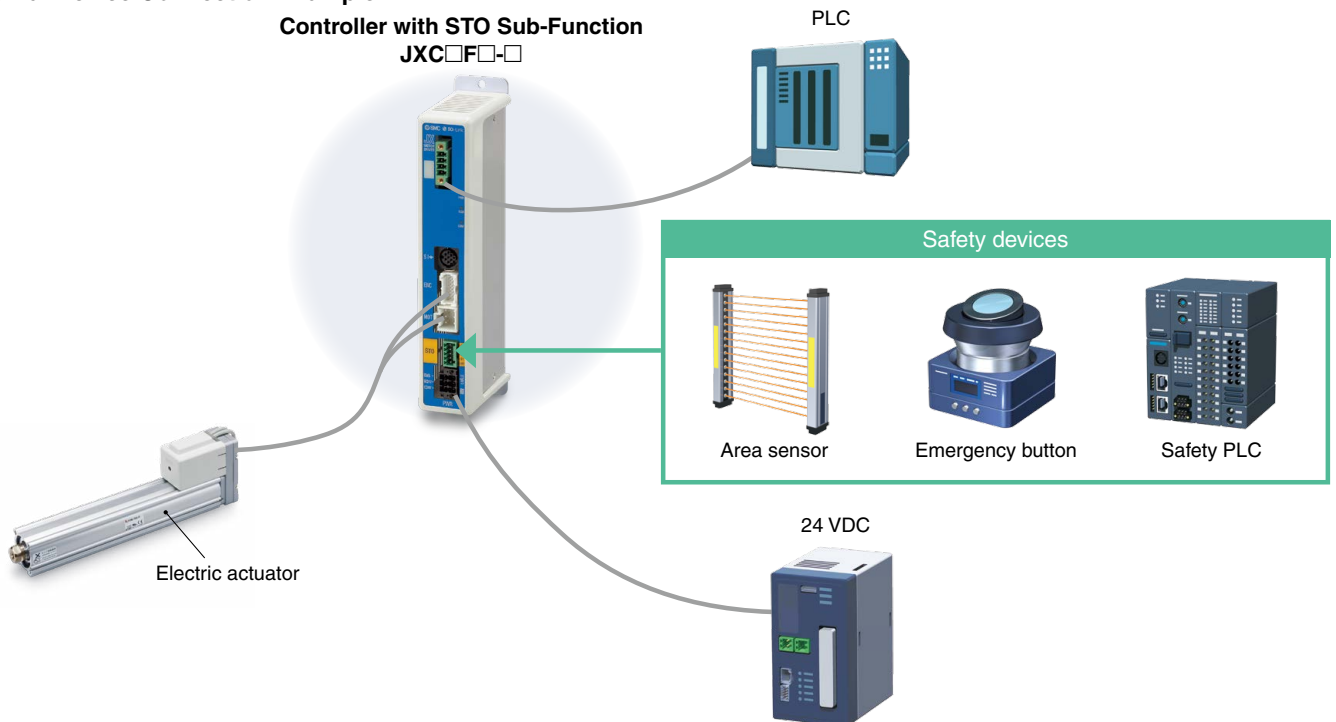 Controller with STO Sub-Function
JXC□F□-□
PLC
Safety devices
STO
Area sensor
Emergency button
Safety PLC
24 VDC
Electric actuator